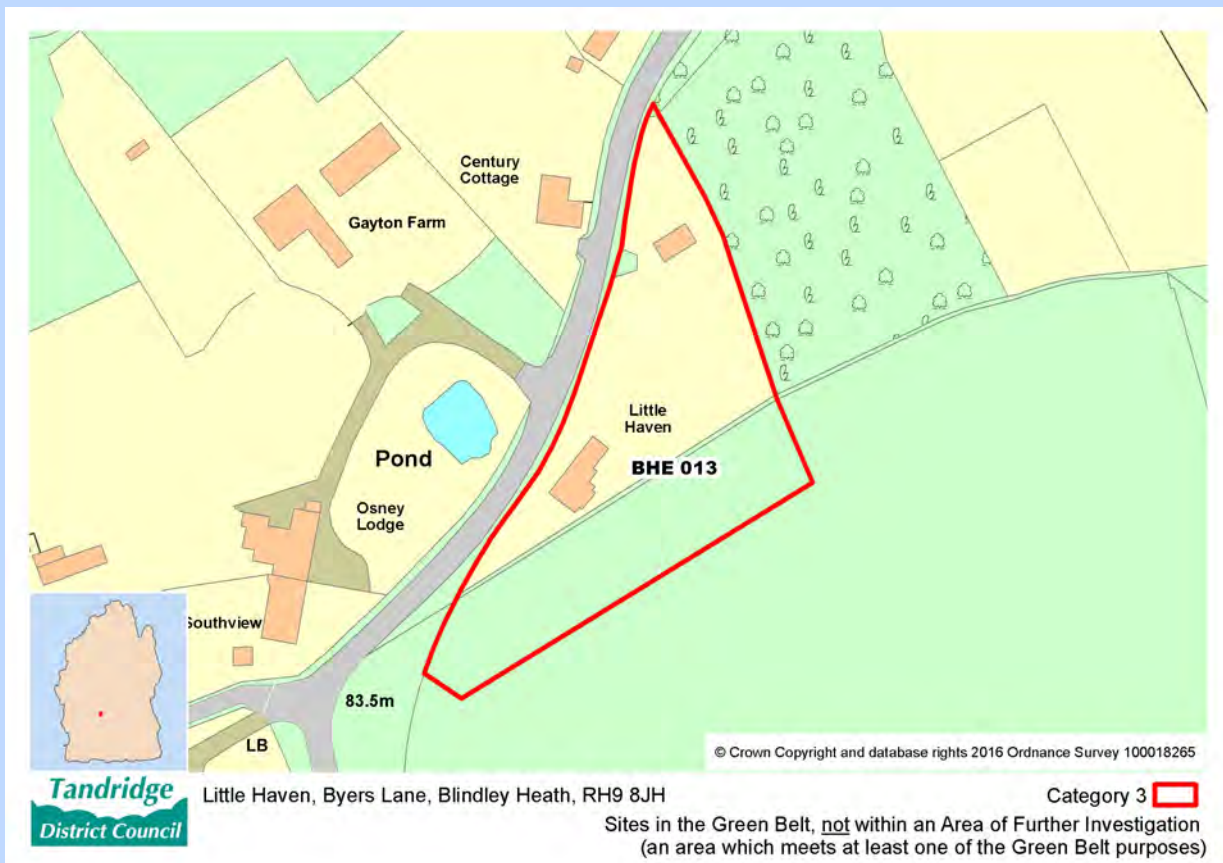 Century
Cottage
Gayton Farm
Little
Haven
BHE 013
Pond
Osney
Lodge
Southview
83.5m
LB
© Crown Copyright and database rights 2016 Ordnance Survey 100018265
Tandridge
District Council
Little Haven, Byers Lane, Blindley Heath, RH9 8JH
Category 3
Sites in the Green Belt, not within an Area of Further Investigation
(an area which meets at least one of the Green Belt purposes)